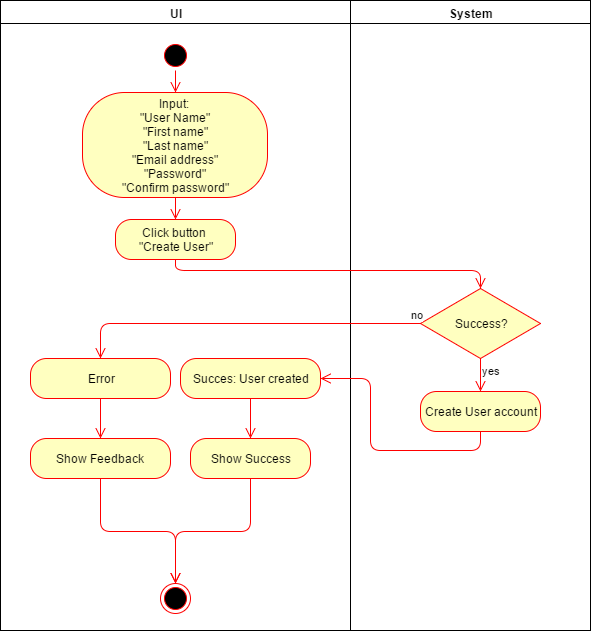 UI
System
Input:
"User Name"
"First name"
"Last name"
"Email address"
"Password"
"Confirm password"
Click button
"Create User"
Success?
no
yes
Error
Succes: User created
Create User account
Show Feedback
Show Success